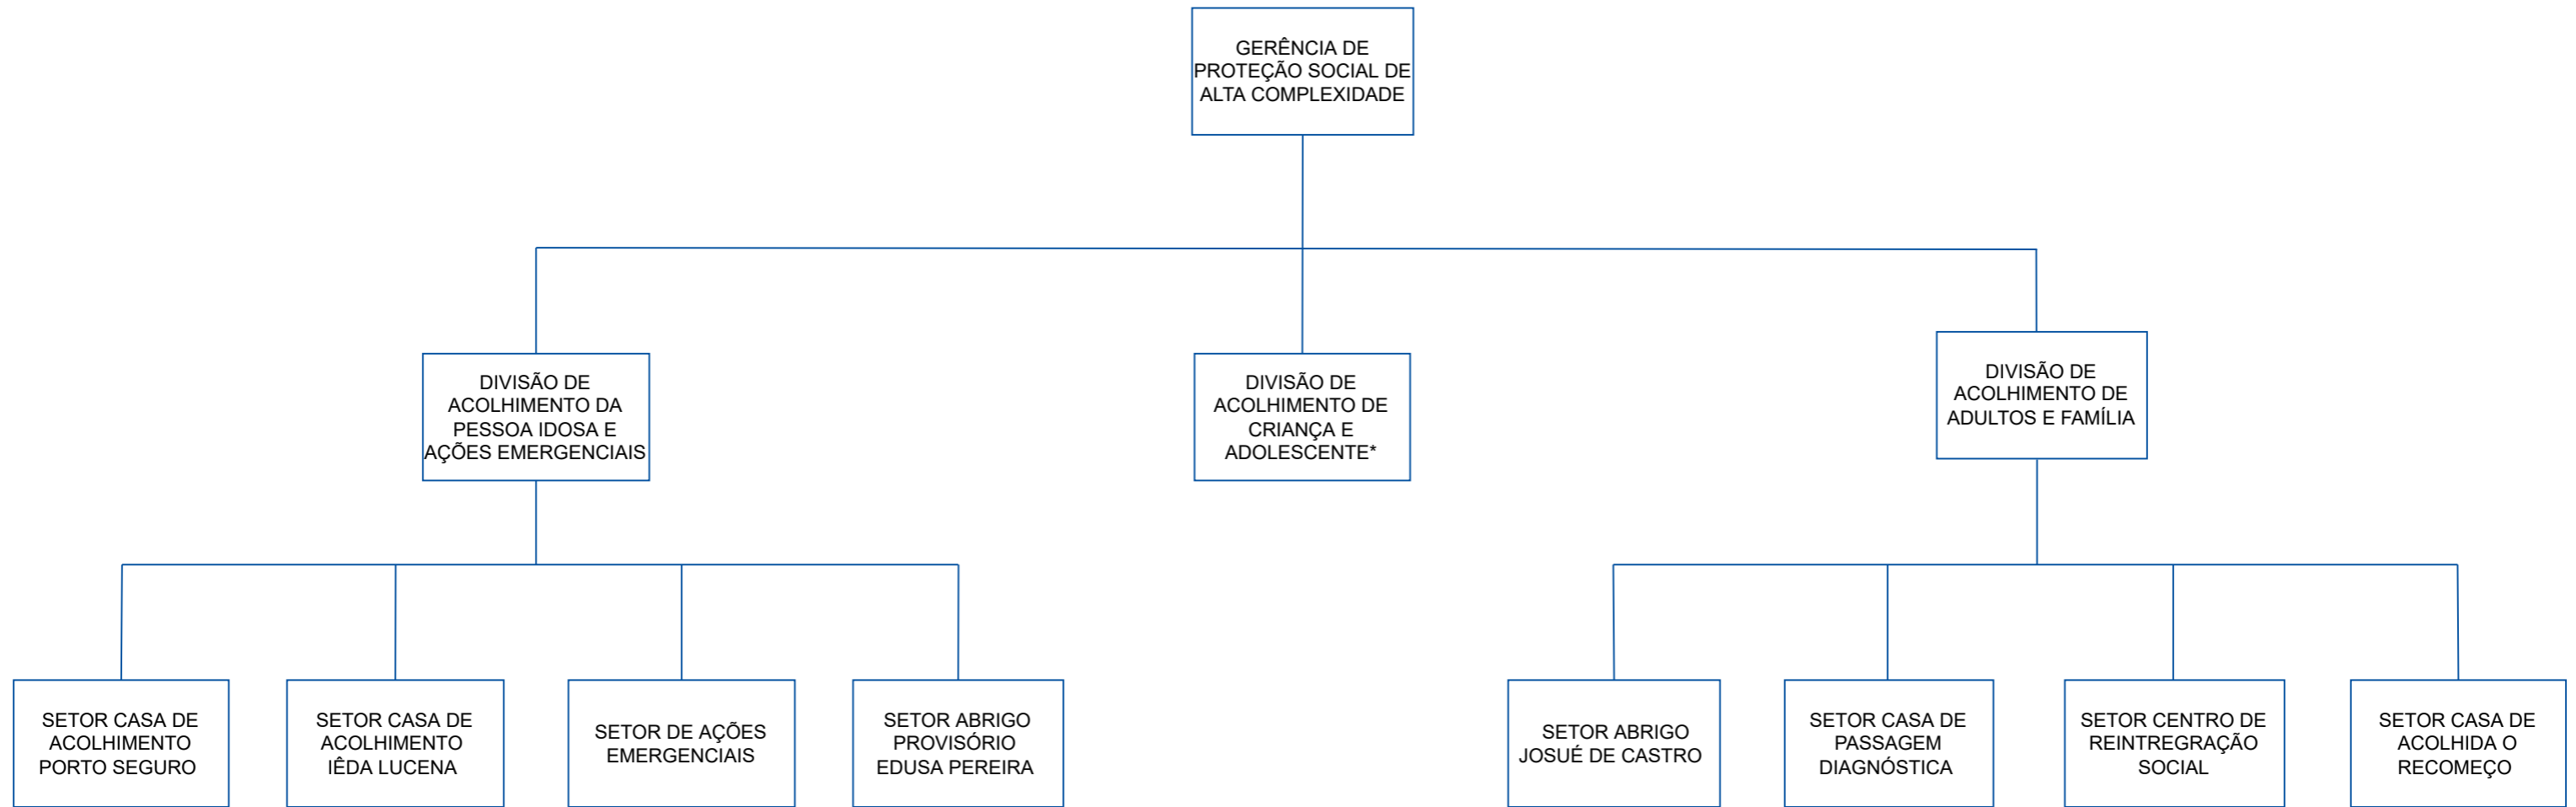 GERÊNCIA DE
PROTEÇÃO SOCIAL DE
ALTA COMPLEXIDADE
DIVISÃO DE
ACOLHIMENTO DA
PESSOA IDOSA E
AÇÕES EMERGENCIAIS
DIVISÃO DE
ACOLHIMENTO DE
CRIANÇA E
ADOLESCENTE*
DIVISÃO DE
ACOLHIMENTO DE
ADULTOS E FAMÍLIA
SETOR CASA DE
ACOLHIMENTO
PORTO SEGURO
SETOR CASA DE
ACOLHIMENTO
IÊDA LUCENA
SETOR DE AÇÕES
EMERGENCIAIS
SETOR ABRIGO
PROVISÓRIO
EDUSA PEREIRA
SETOR ABRIGO
JOSUÉ DE CASTRO
SETOR CASA DE
PASSAGEM
DIAGNÓSTICA
SETOR CENTRO DE
REINTREGRAÇÃO
SOCIAL
SETOR CASA DE
ACOLHIDA O
RECOMEÇO